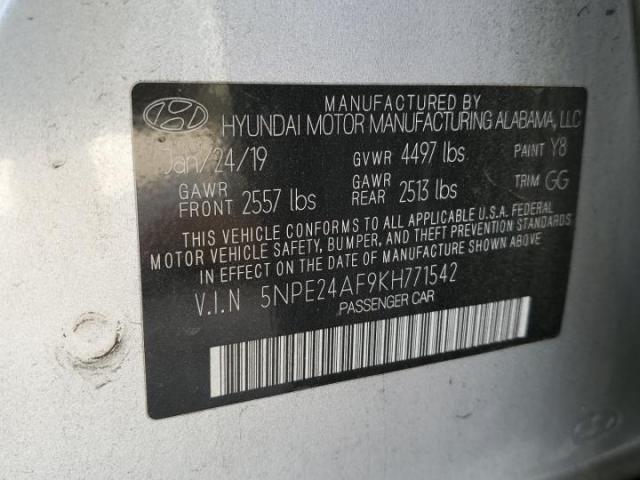 MANUFACTURED BY
HYUNDAI MOTOR MANUFACTURING ALABAMA, LLC
Jan/24/19 GVWR 4497 lbs PAINT Y8
GAWR FRONT 2557 lbs GAWR REAR 2513 lbs TRIM GG
THIS VEHICLE CONFORMS TO ALL APPLICABLE U.S.A. FEDERAL
MOTOR VEHICLE SAFETY, BUMPER, AND THEFT PREVENTION STANDARDS
IN EFFECT ON THE DATE OF MANUFACTURE SHOWN ABOVE
V.I.N 5NPE24AF9KH771542
PASSENGER CAR